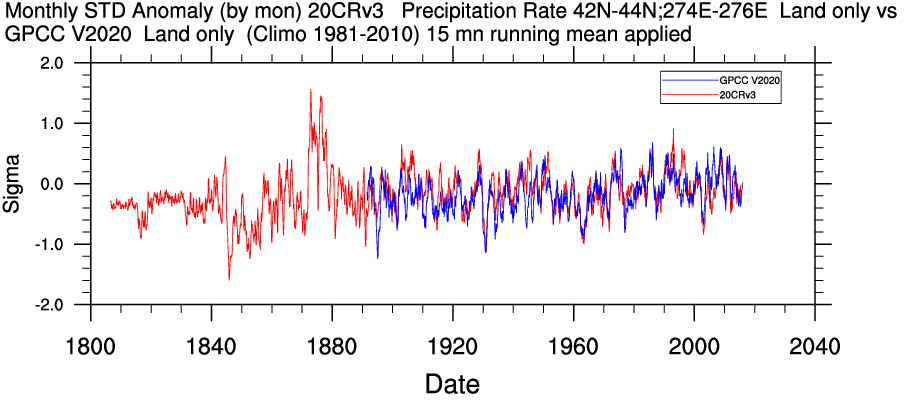 Monthly STD Anomaly (by mon) 20CRv3   Precipitation Rate 42N-44N;274E-276E  Land only vs
GPCC V2020  Land only  (Climo 1981-2010) 15 mn running mean applied
2.0
GPCC V2020
20CRv3
1.0
Sigma
0.0
-1.0
-2.0
1800 1840 1880 1920 1960 2000 2040
Date